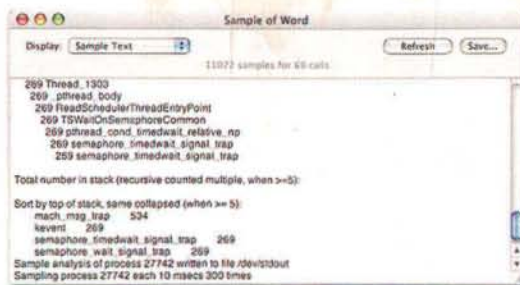 Sample of Word
Display: Sample Text Refresh Save...
11072 samples for 68 calls
269 Thread_1303
269 _pthread_body
269 ReadSchedulerThreadEntryPoint
269 TSWaitOnSemaphoreCommon
269 pthread_cond_timedwait_relative_np
269 semaphore_timedwait_signal_trap
269 semaphore_timedwait_signal_trap
Total number in stack (recursive counted multiple, when >=5):
Sort by top of stack, same collapsed (when >= 5):
mach_msg_trap 534
kevent 269
semaphore_timedwait_signal_trap 269
semaphore_wait_signal_trap 269
Sample analysis of process 27742 written to file /dev/stdout
Sampling process 27742 each 10 msecs 300 times